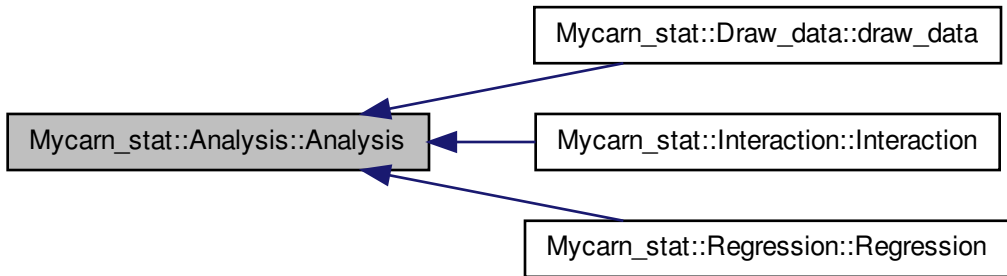 Mycarn_stat::Draw_data::draw_data
Mycarn_stat::Analysis::Analysis
Mycarn_stat::Interaction::Interaction
Mycarn_stat::Regression::Regression